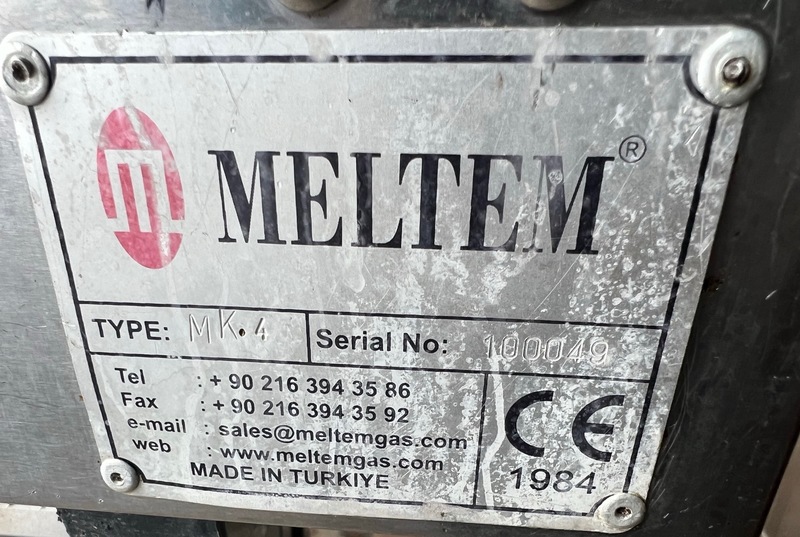 MELTEM®
TYPE: MK.4 Serial No: 100049
Tel : + 90 216 394 35 86
Fax : + 90 216 394 35 92
e-mail : sales@meltemgas.com
web : www.meltemgas.com
MADE IN TURKIYE
CE
1984